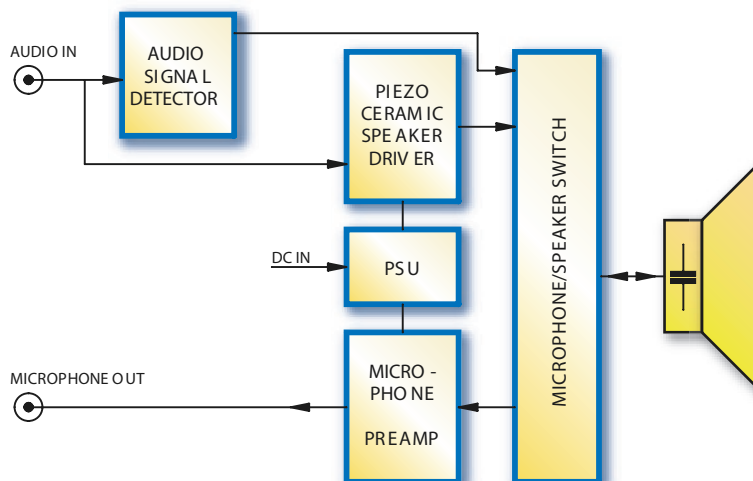 AUDIO IN
AUDIO
SIGNAL
DETECTOR
PIEZO
CERAMIC
SPEAKER
DRIVER
MICROPHONE/SPEAKER SWITCH
DC IN
PSU
MICROPHONE OUT
MICRO -
PHONE
PREAMP